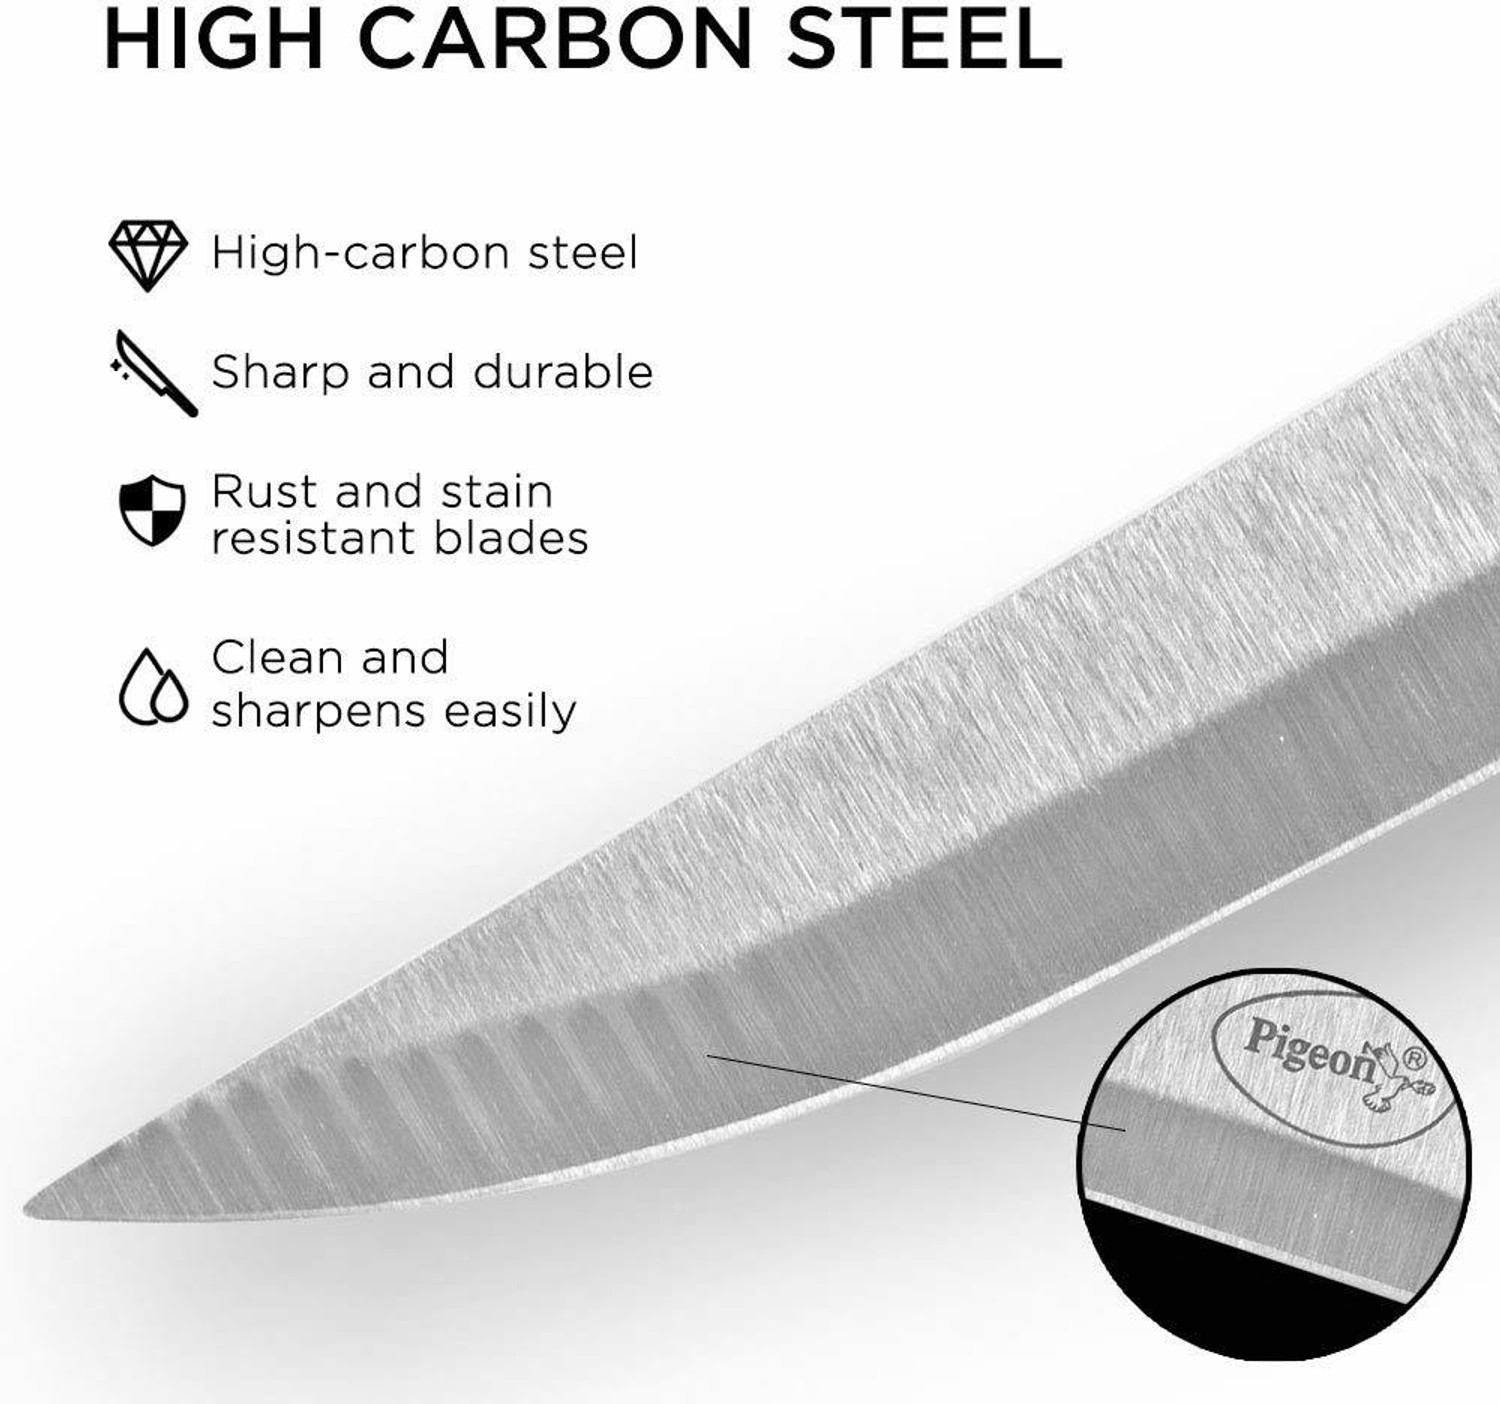 HIGH CARBON STEEL
High-carbon steel
Sharp and durable
Rust and stain
resistant blades
Clean and
sharpens easily
Pigeon®